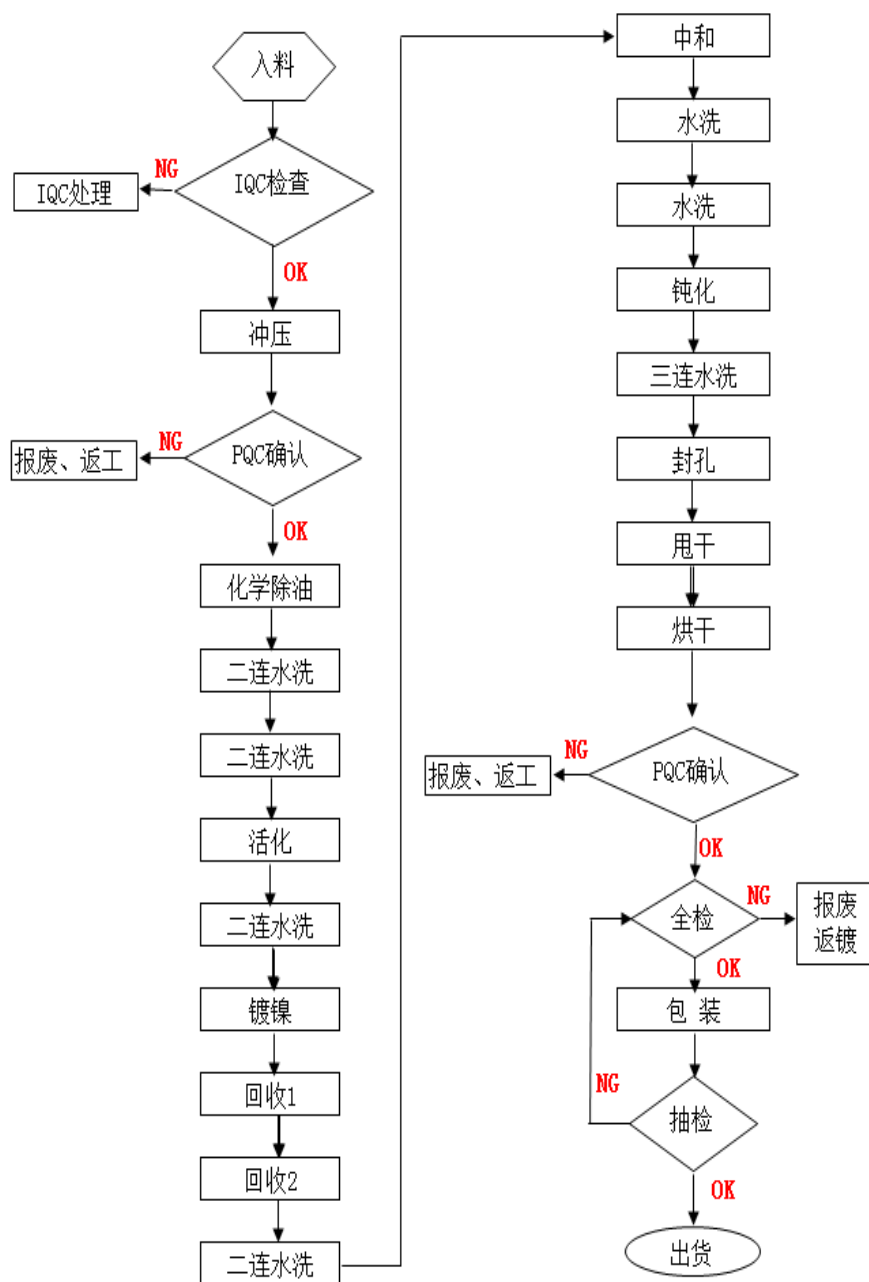 入料
IQC检查
NG
IQC处理
OK
冲压
PQC确认
NG
报废、返工
OK
化学除油
二连水洗
二连水洗
活化
二连水洗
镀镍
回收1
回收2
二连水洗
中和
水洗
水洗
钝化
三连水洗
封孔
甩干
烘干
PQC确认
NG
报废、返工
OK
全检
NG
报废
返镀
OK
包 装
抽检
NG
OK
出货